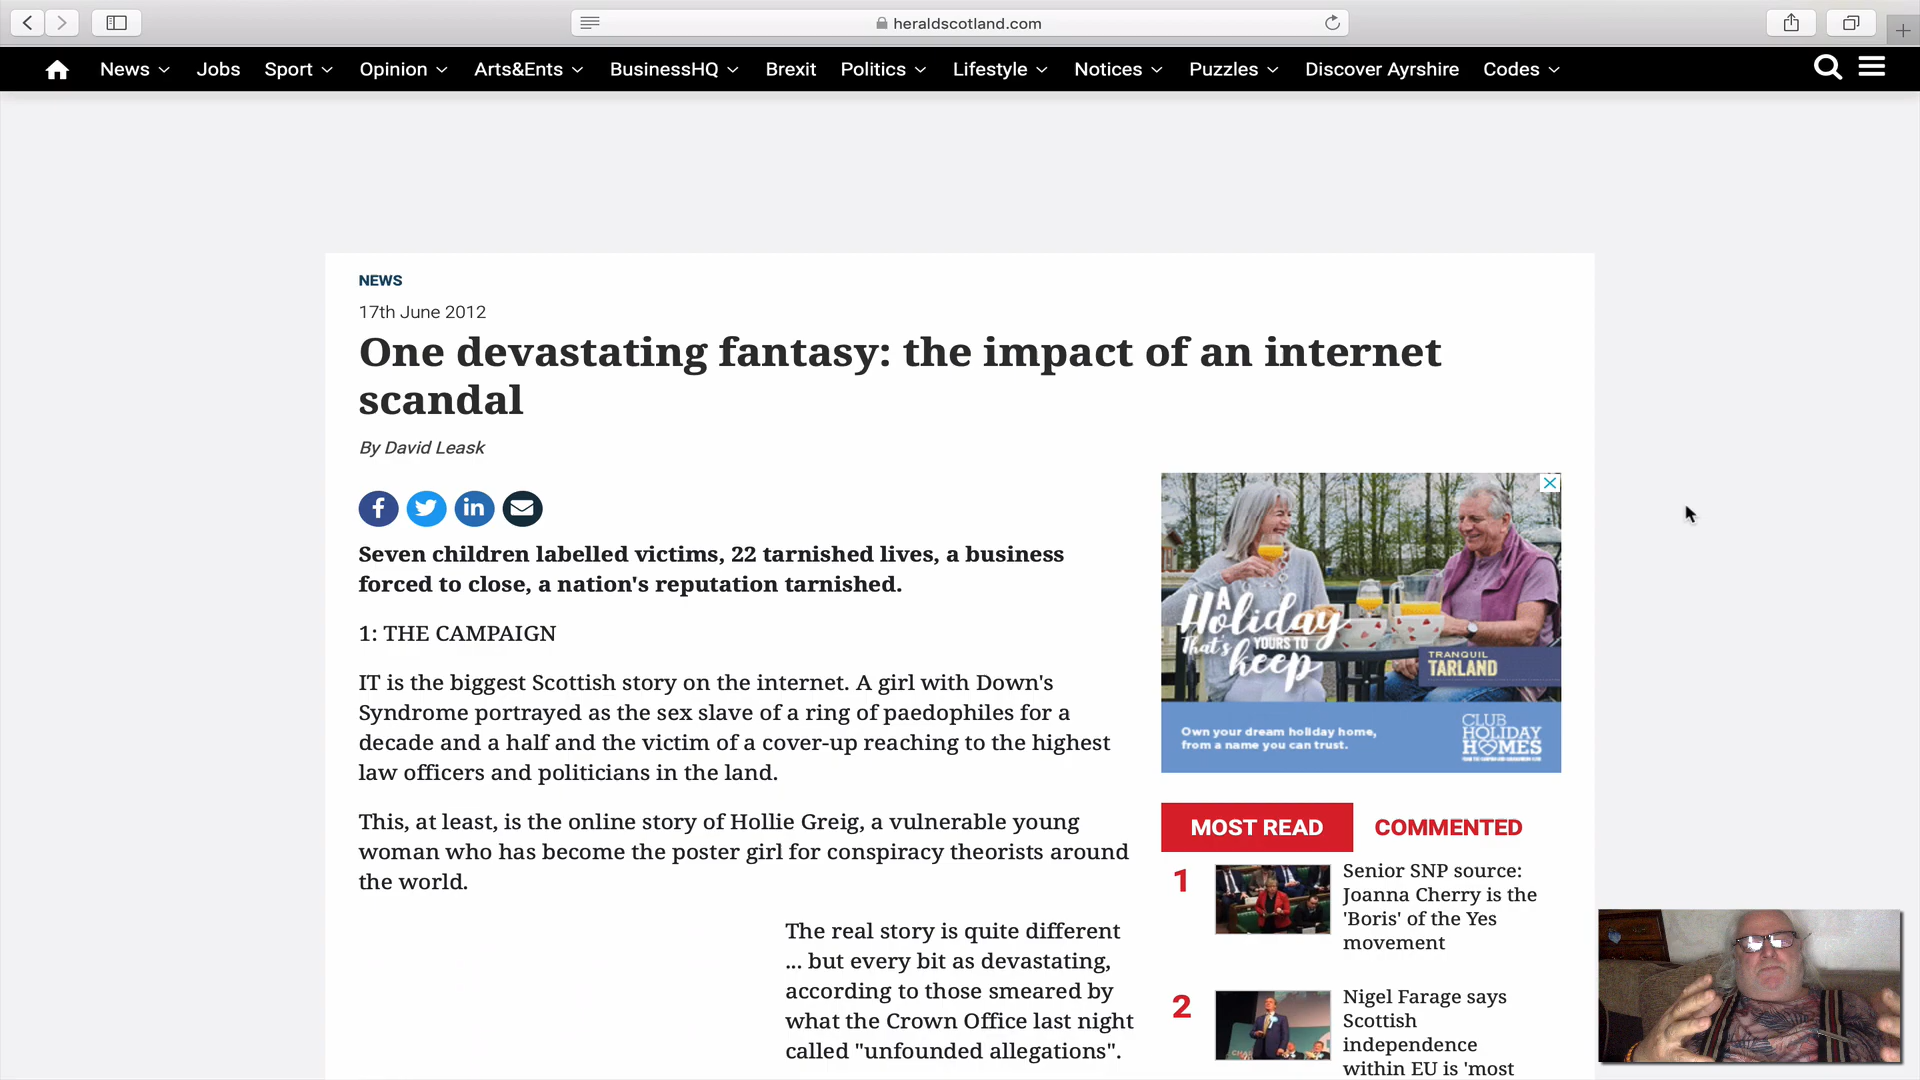 heraldscotland.com
News Jobs Sport Opinion Arts&Ents BusinessHQ Brexit Politics Lifestyle Notices Puzzles Discover Ayrshire Codes
NEWS
17th June 2012
One devastating fantasy: the impact of an internet
scandal
By David Leask
Seven children labelled victims, 22 tarnished lives, a business
forced to close, a nation's reputation tarnished.
1: THE CAMPAIGN
IT is the biggest Scottish story on the internet. A girl with Down's
Syndrome portrayed as the sex slave of a ring of paedophiles for a
decade and a half and the victim of a cover-up reaching to the highest
law officers and politicians in the land.
This, at least, is the online story of Hollie Greig, a vulnerable young
woman who has become the poster girl for conspiracy theorists around
the world.
The real story is quite different
... but every bit as devastating,
according to those smeared by
what the Crown Office last night
called "unfounded allegations".
A
Holiday
That's YOURS TO
keep
TRANQUIL
TARLAND
Own your dream holiday home,
from a name you can trust.
CLUB
HOLIDAY
HOMES
MOST READ COMMENTED
1
Senior SNP source:
Joanna Cherry is the
'Boris' of the Yes
movement
2
Nigel Farage says
Scottish
independence
within EU is 'most